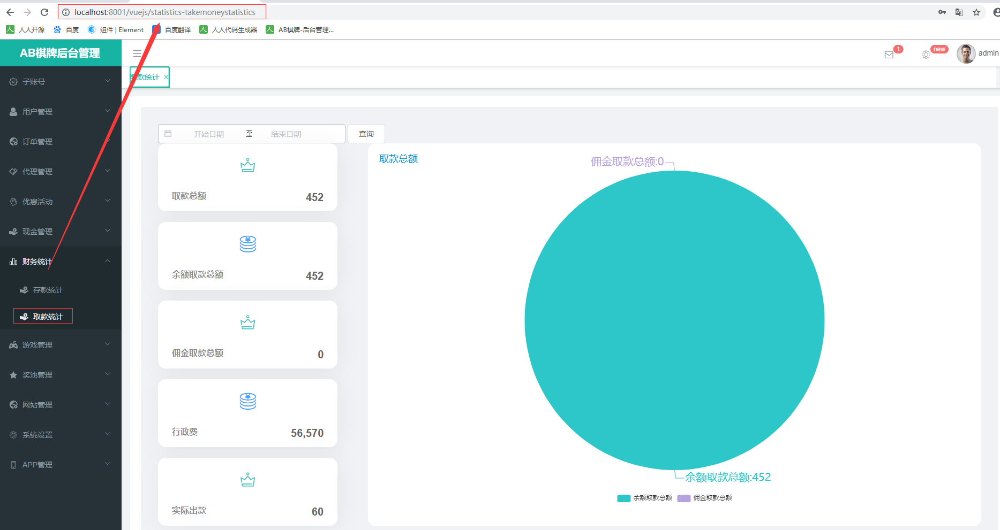 localhost:8001/vuejs/statistics-takemoneystatistics
人人开源 百度 组件 | Element 百度翻译 人人代码生成器 AB棋牌-后台管理...
AB棋牌后台管理
1
new
admin
取款统计
子账号
用户管理
订单管理
代理管理
优惠活动
现金管理
财务统计
存款统计
取款统计
游戏管理
奖池管理
网站管理
系统设置
APP管理
开始日期 至 结束日期 查询
取款总额 452
余额取款总额 452
佣金取款总额 0
行政费 56,570
实际出款 60
取款总额
佣金取款总额:0
余额取款总额:452
余额取款总额 佣金取款总额